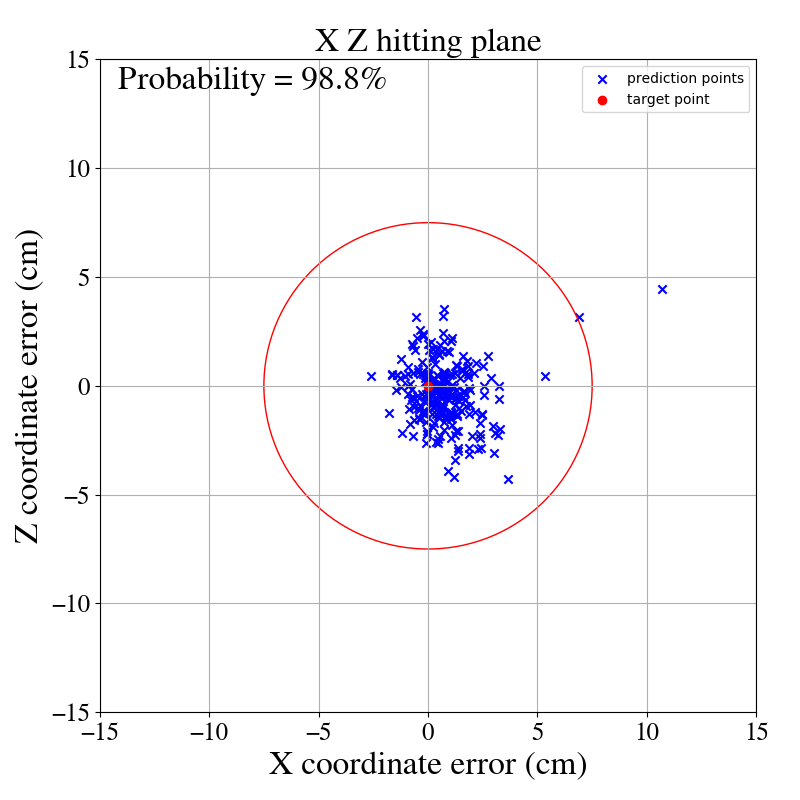 X Z hitting plane
Probability = 98.8%
prediction points
target point
Z coordinate error (cm)
15
10
5
0
−5
−10
−15
−15
−10
−5
0
5
10
15
X coordinate error (cm)